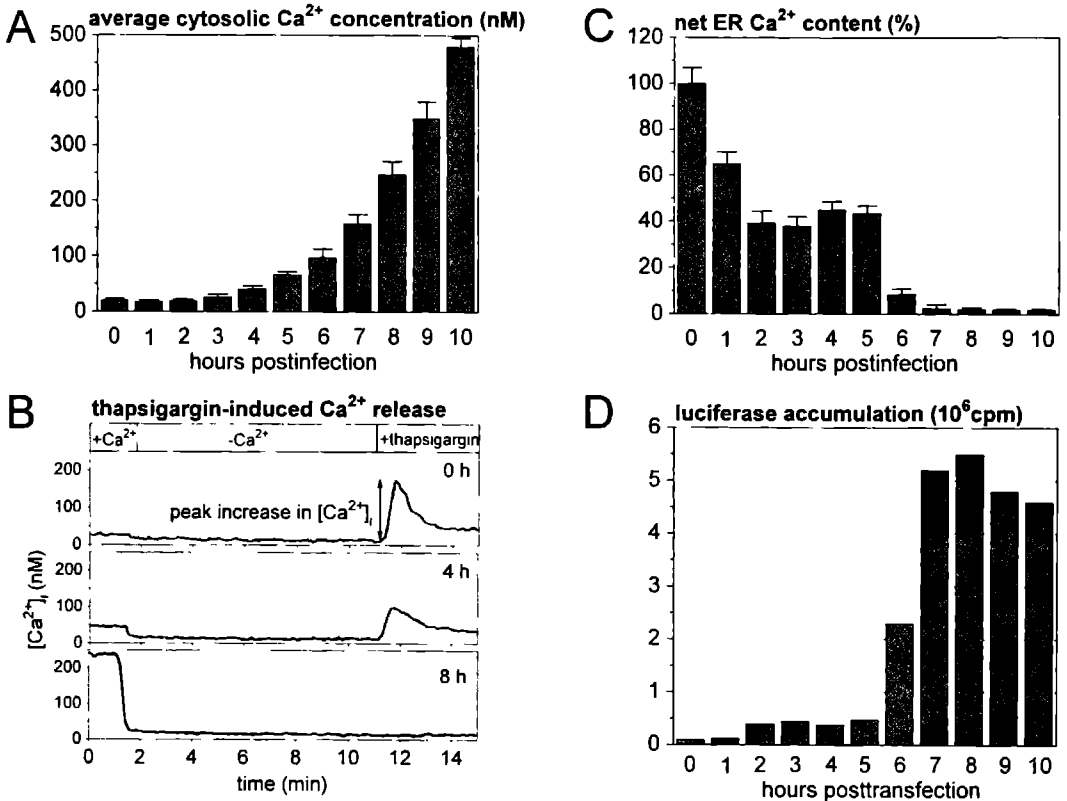 A
average cytosolic Ca²⁺ concentration (nM)
500
400
300
200
100
0
0 1 2 3 4 5 6 7 8 9 10
hours postinfection
B
thapsigargin-induced Ca²⁺ release
+Ca²⁺ -Ca²⁺ +thapsigargin
200
100
0
0 h
peak increase in [Ca²⁺]i
200
100
0
4 h
200
100
0
8 h
[Ca²⁺]i (nM)
0 2 4 6 8 10 12 14
time (min)
C
net ER Ca²⁺ content (%)
120
100
80
60
40
20
0
0 1 2 3 4 5 6 7 8 9 10
hours postinfection
D
luciferase accumulation (10⁶cpm)
6
5
4
3
2
1
0
0 1 2 3 4 5 6 7 8 9 10
hours posttransfection